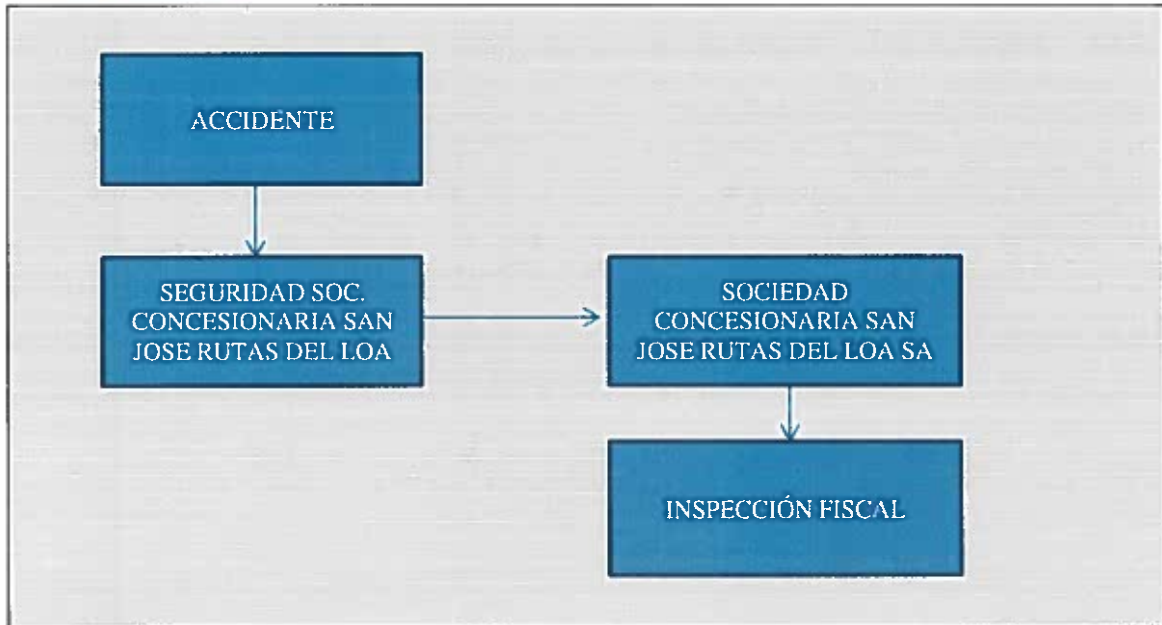 ACCIDENTE
SEGURIDAD SOC.
CONCESIONARIA SAN
JOSE RUTAS DEL LOA
SOCIEDAD
CONCESIONARIA SAN
JOSE RUTAS DEL LOA SA
INSPECCIÓN FISCAL